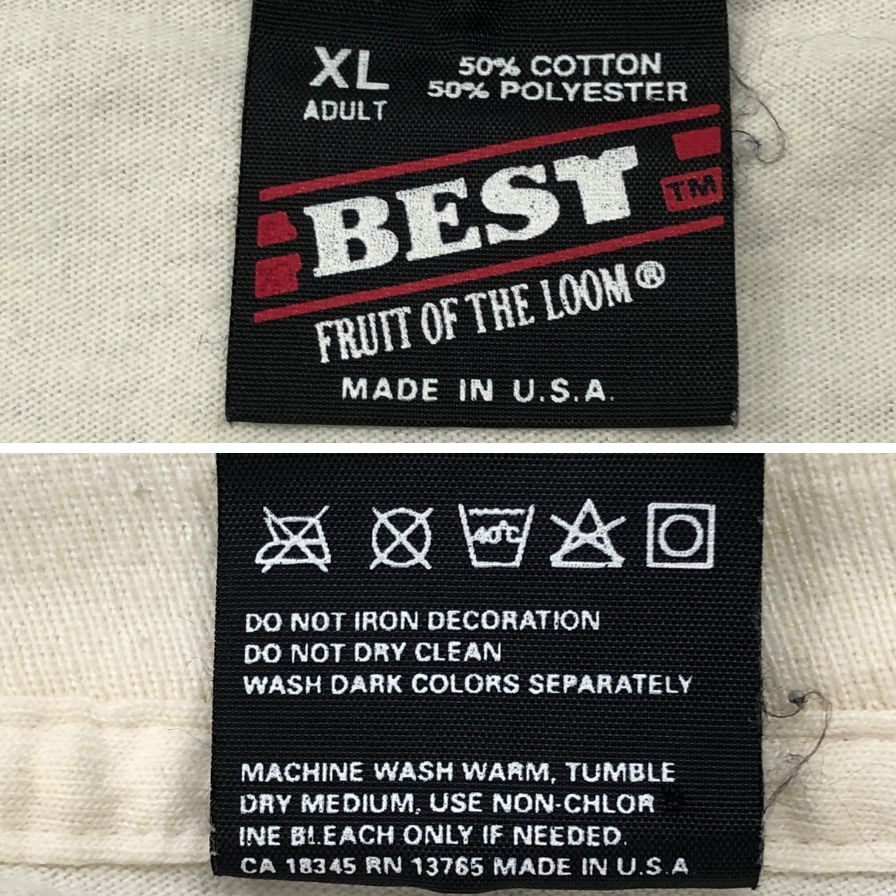 XL
ADULT
50% COTTON
50% POLYESTER
BEST TM
FRUIT OF THE LOOM®
MADE IN U.S.A.
40°C
DO NOT IRON DECORATION
DO NOT DRY CLEAN
WASH DARK COLORS SEPARATELY
MACHINE WASH WARM, TUMBLE
DRY MEDIUM, USE NON-CHLOR
INE BLEACH ONLY IF NEEDED.
CA 18345 RN 13765 MADE IN U.S.A